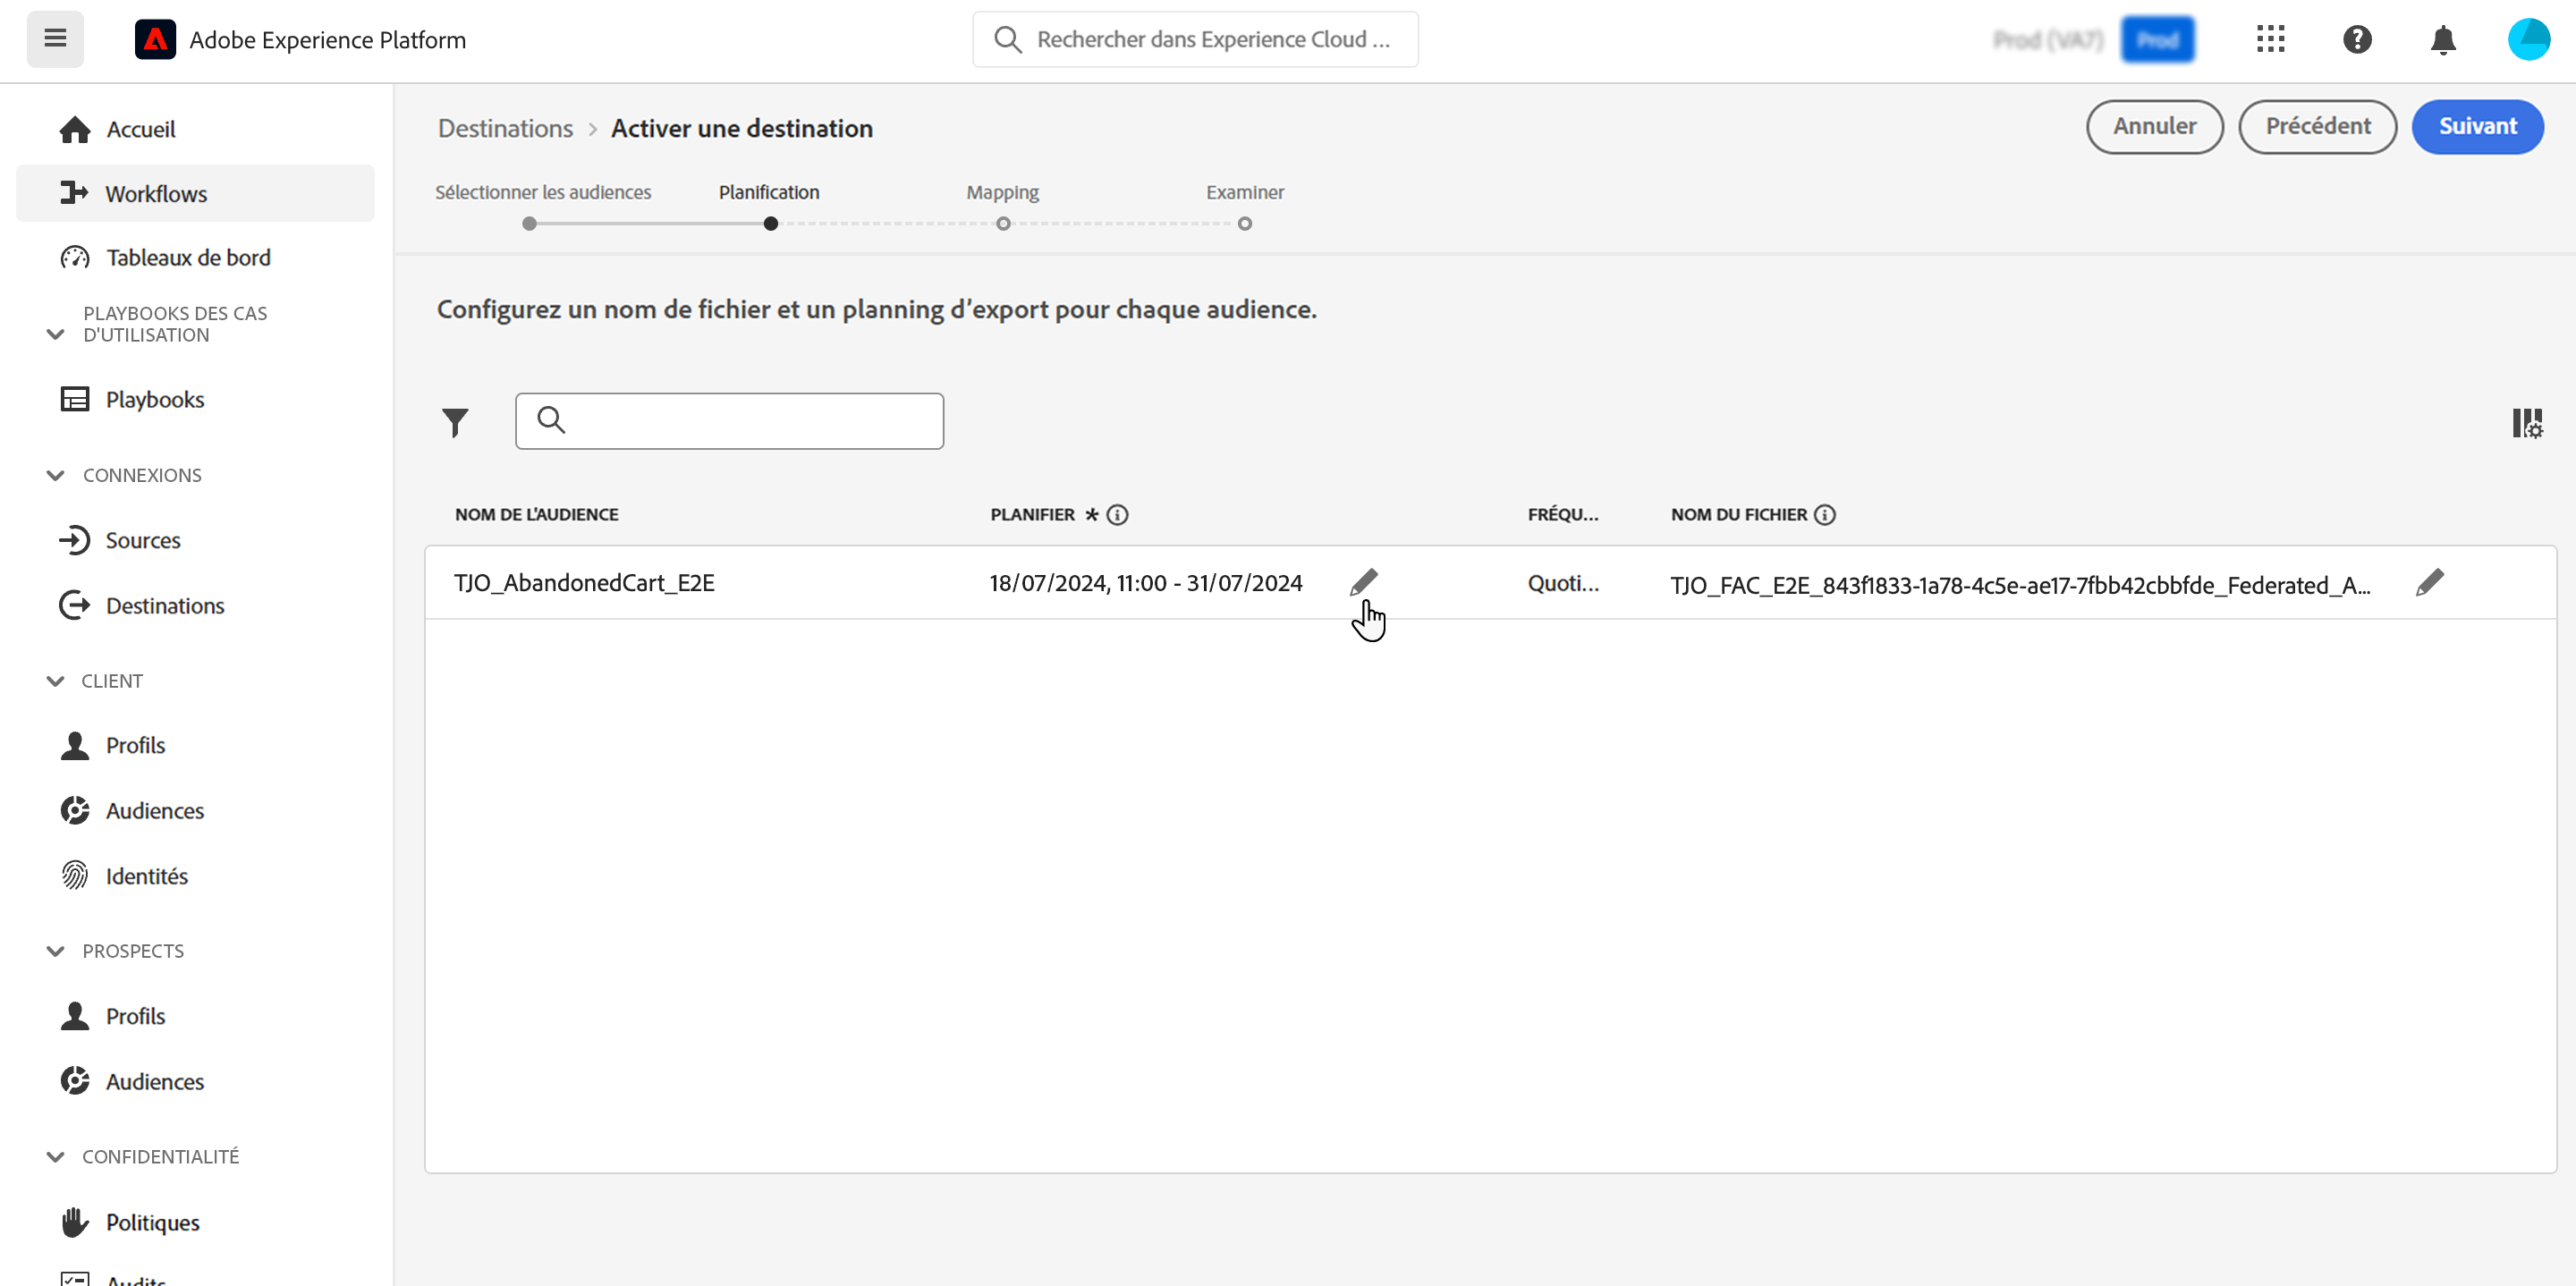 Adobe Experience Platform
Rechercher dans Experience Cloud ...
Prod (VA7)
Prod
Accueil
Workflows
Tableaux de bord
PLAYBOOKS DES CAS
D'UTILISATION
Playbooks
CONNEXIONS
Sources
Destinations
CLIENT
Profils
Audiences
Identités
PROSPECTS
Profils
Audiences
CONFIDENTIALITÉ
Politiques
Audits
Destinations > Activer une destination
Annuler
Précédent
Suivant
Sélectionner les audiences
Planification
Mapping
Examiner
Configurez un nom de fichier et un planning d’export pour chaque audience.
NOM DE L'AUDIENCE
PLANIFIER *
FRÉQU...
NOM DU FICHIER
TJO_AbandonedCart_E2E
18/07/2024, 11:00 - 31/07/2024
Quoti...
TJO_FAC_E2E_843f1833-1a78-4c5e-ae17-7fbb42cbbfde_Federated_A...